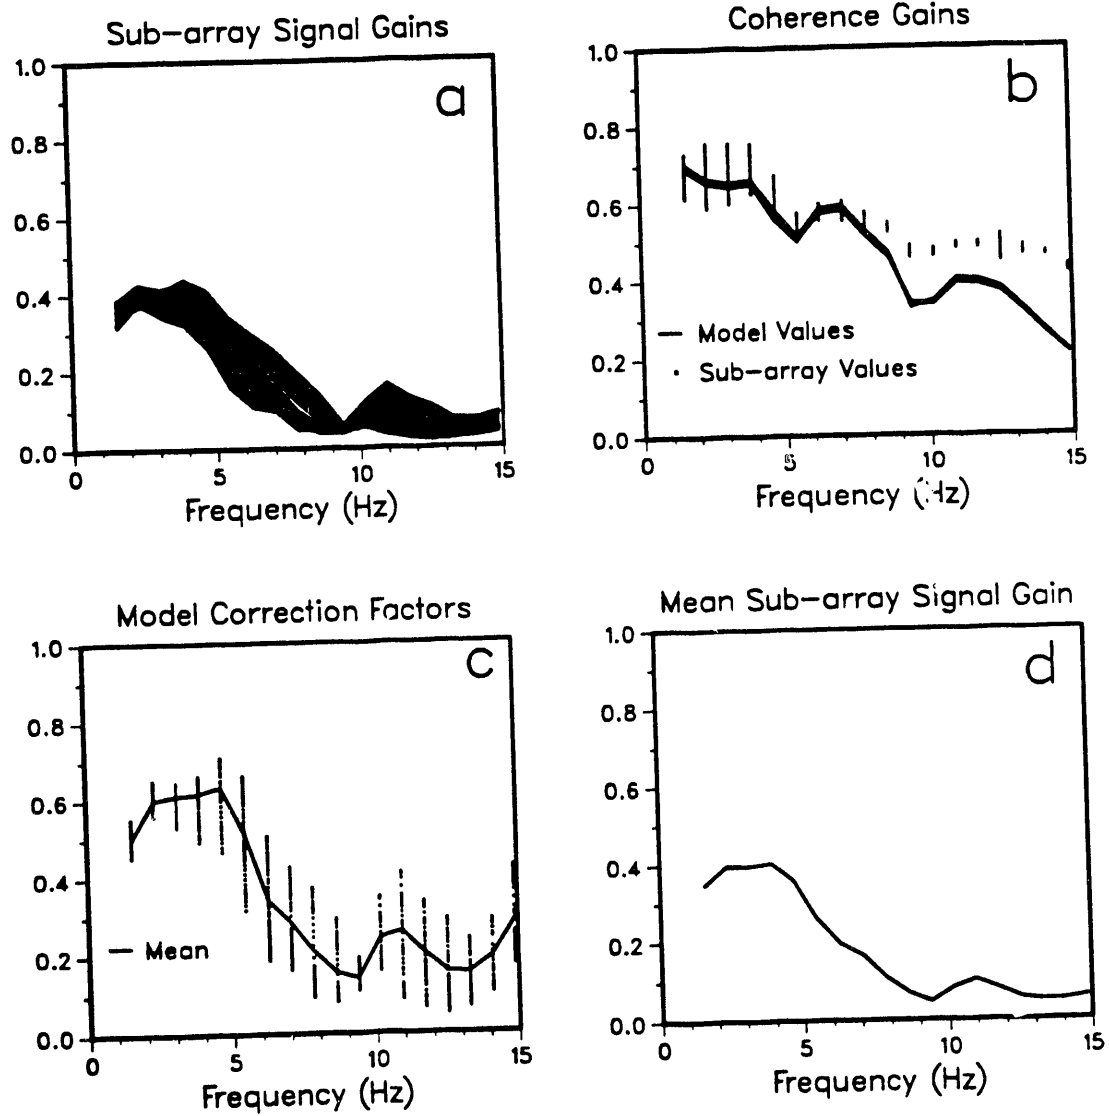 Sub-array Signal Gains
a
1.0
0.8
0.6
0.4
0.2
0.0
0 5 10 15
Frequency (Hz)
Coherence Gains
b
1.0
0.8
0.6
0.4
0.2
0.0
Model Values
Sub-array Values
0 5 10 15
Frequency (Hz)
Model Correction Factors
c
1.0
0.8
0.6
0.4
0.2
0.0
Mean
0 5 10 15
Frequency (Hz)
Mean Sub-array Signal Gain
d
1.0
0.8
0.6
0.4
0.2
0.0
0 5 10 15
Frequency (Hz)